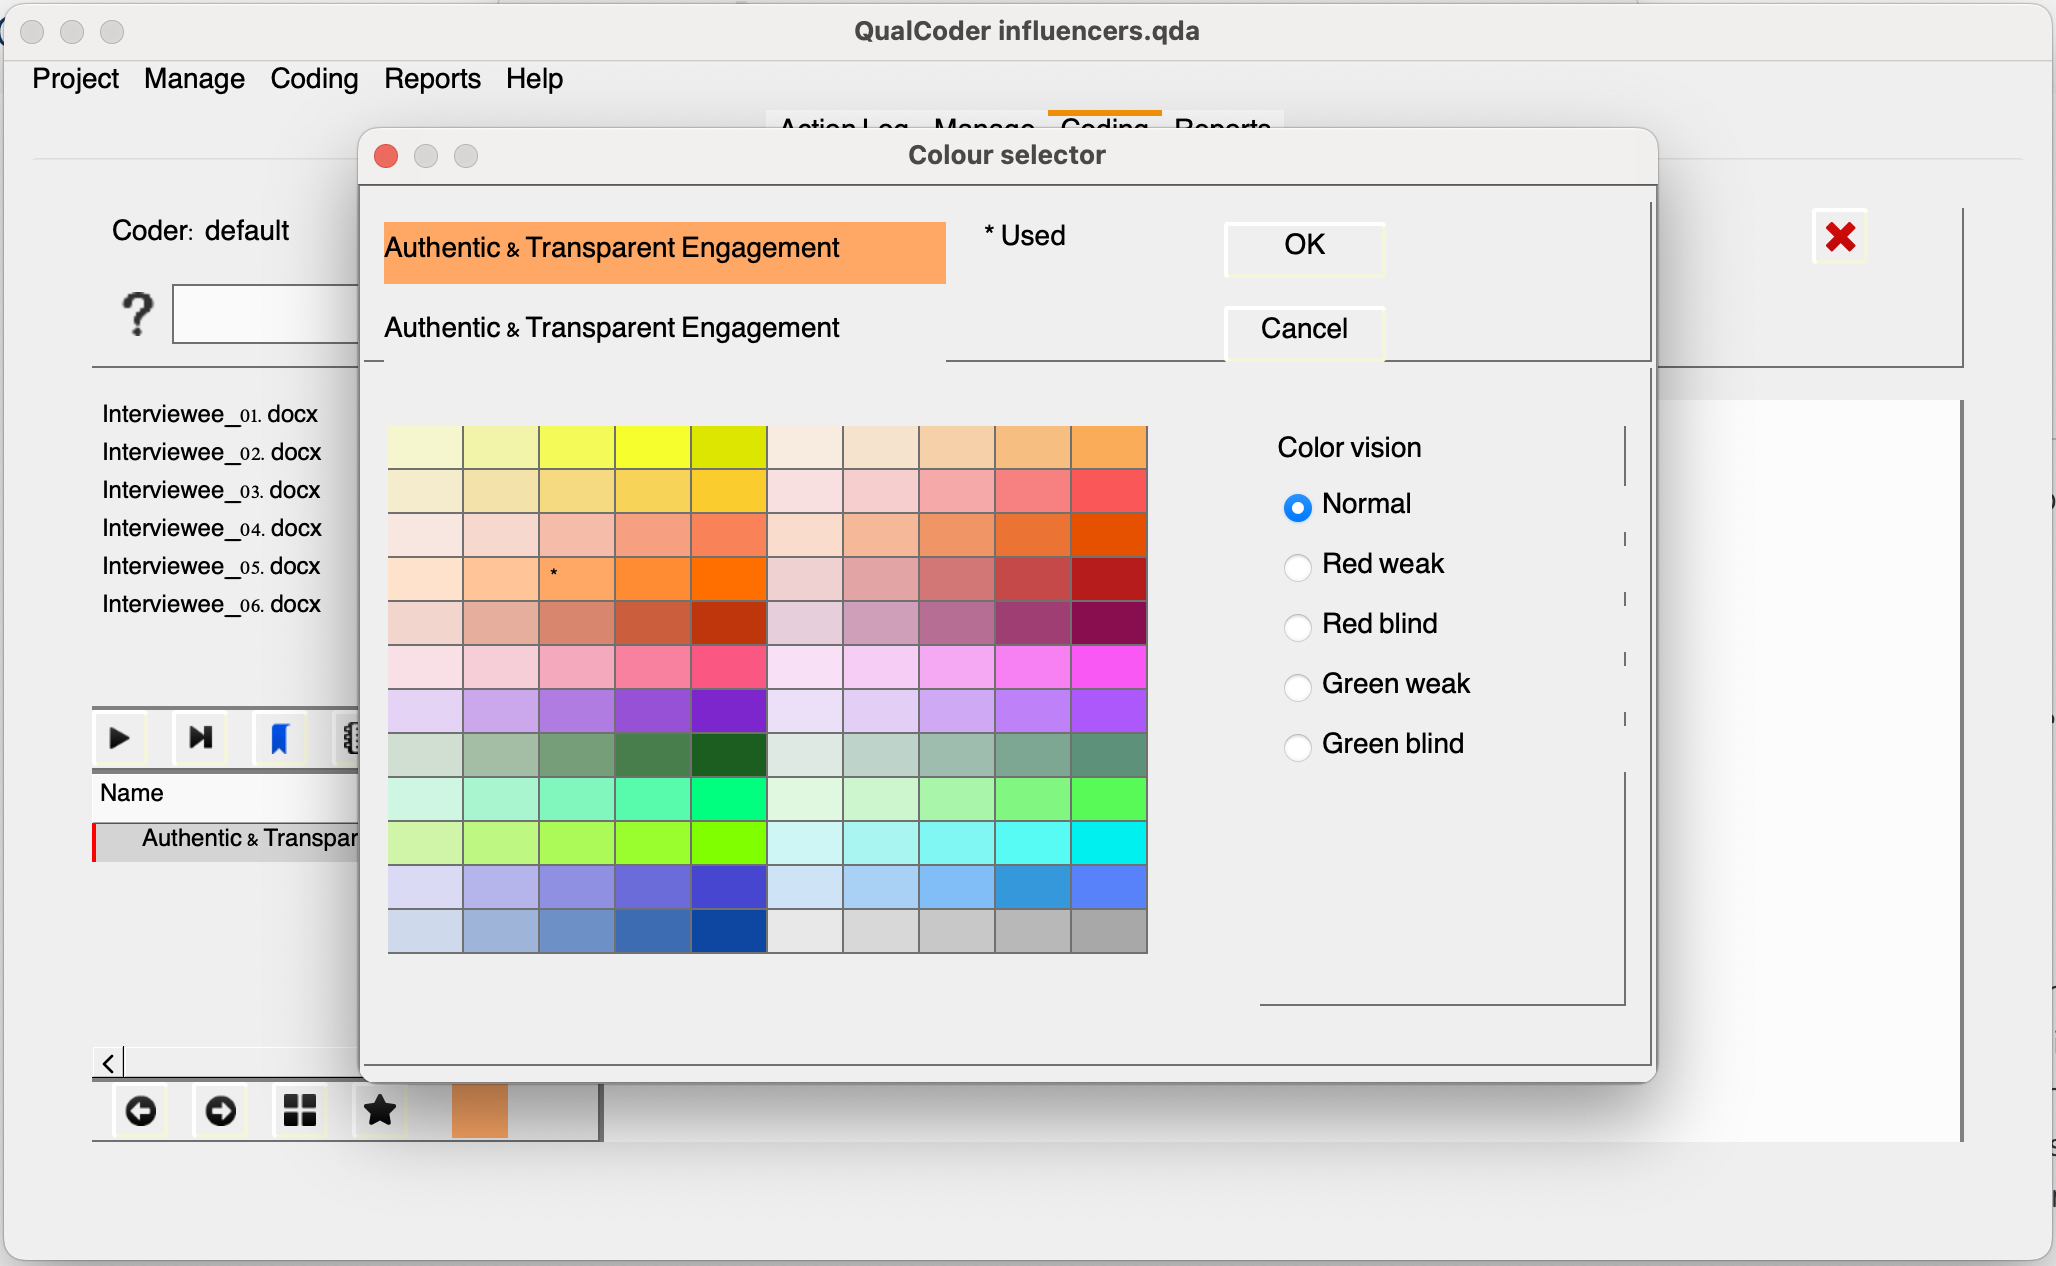 QualCoder influencers.qda
Project Manage Coding Reports Help
Action Log Manage Coding Reports
Colour selector
Coder: default
Authentic & Transparent Engagement
* Used
OK
?
Authentic & Transparent Engagement
Cancel
Interviewee_01. docx
Interviewee_02. docx
Interviewee_03. docx
Interviewee_04. docx
Interviewee_05. docx
Interviewee_06. docx
*
Color vision
Normal
Red weak
Red blind
Green weak
Green blind
Name
Authentic & Transpar